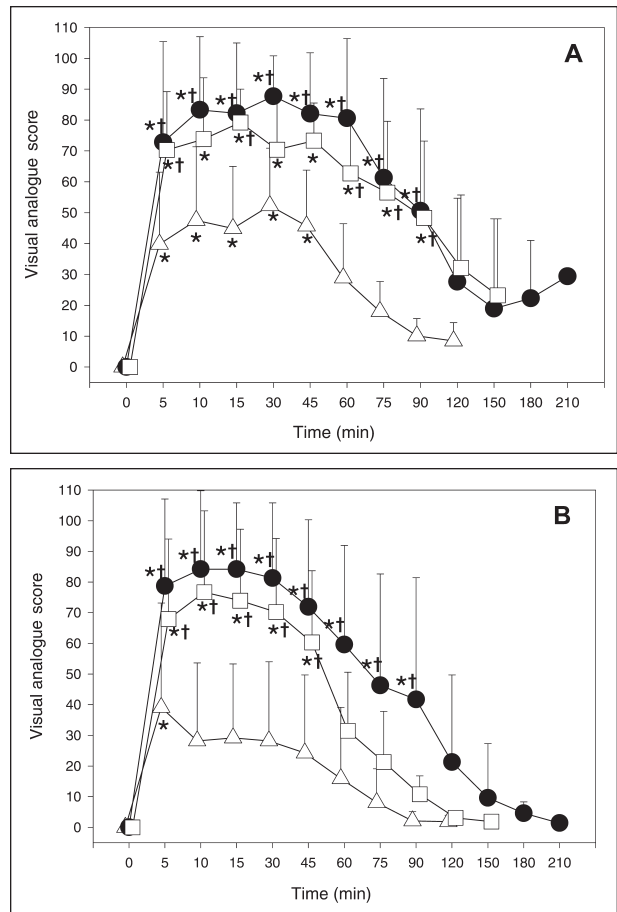 A
110
100
90
80
70
60
50
40
30
20
10
0
Visual analogue score
*† *† *† *† *† *†
*† * *† * * *†
*† *†
*† *†
* * * * *
0 5 10 15 30 45 60 75 90 120 150 180 210
Time (min)
B
110
100
90
80
70
60
50
40
30
20
10
0
Visual analogue score
*† *† *† *† *† *† *† *†
*† *† *† *† *†
*
0 5 10 15 30 45 60 75 90 120 150 180 210
Time (min)